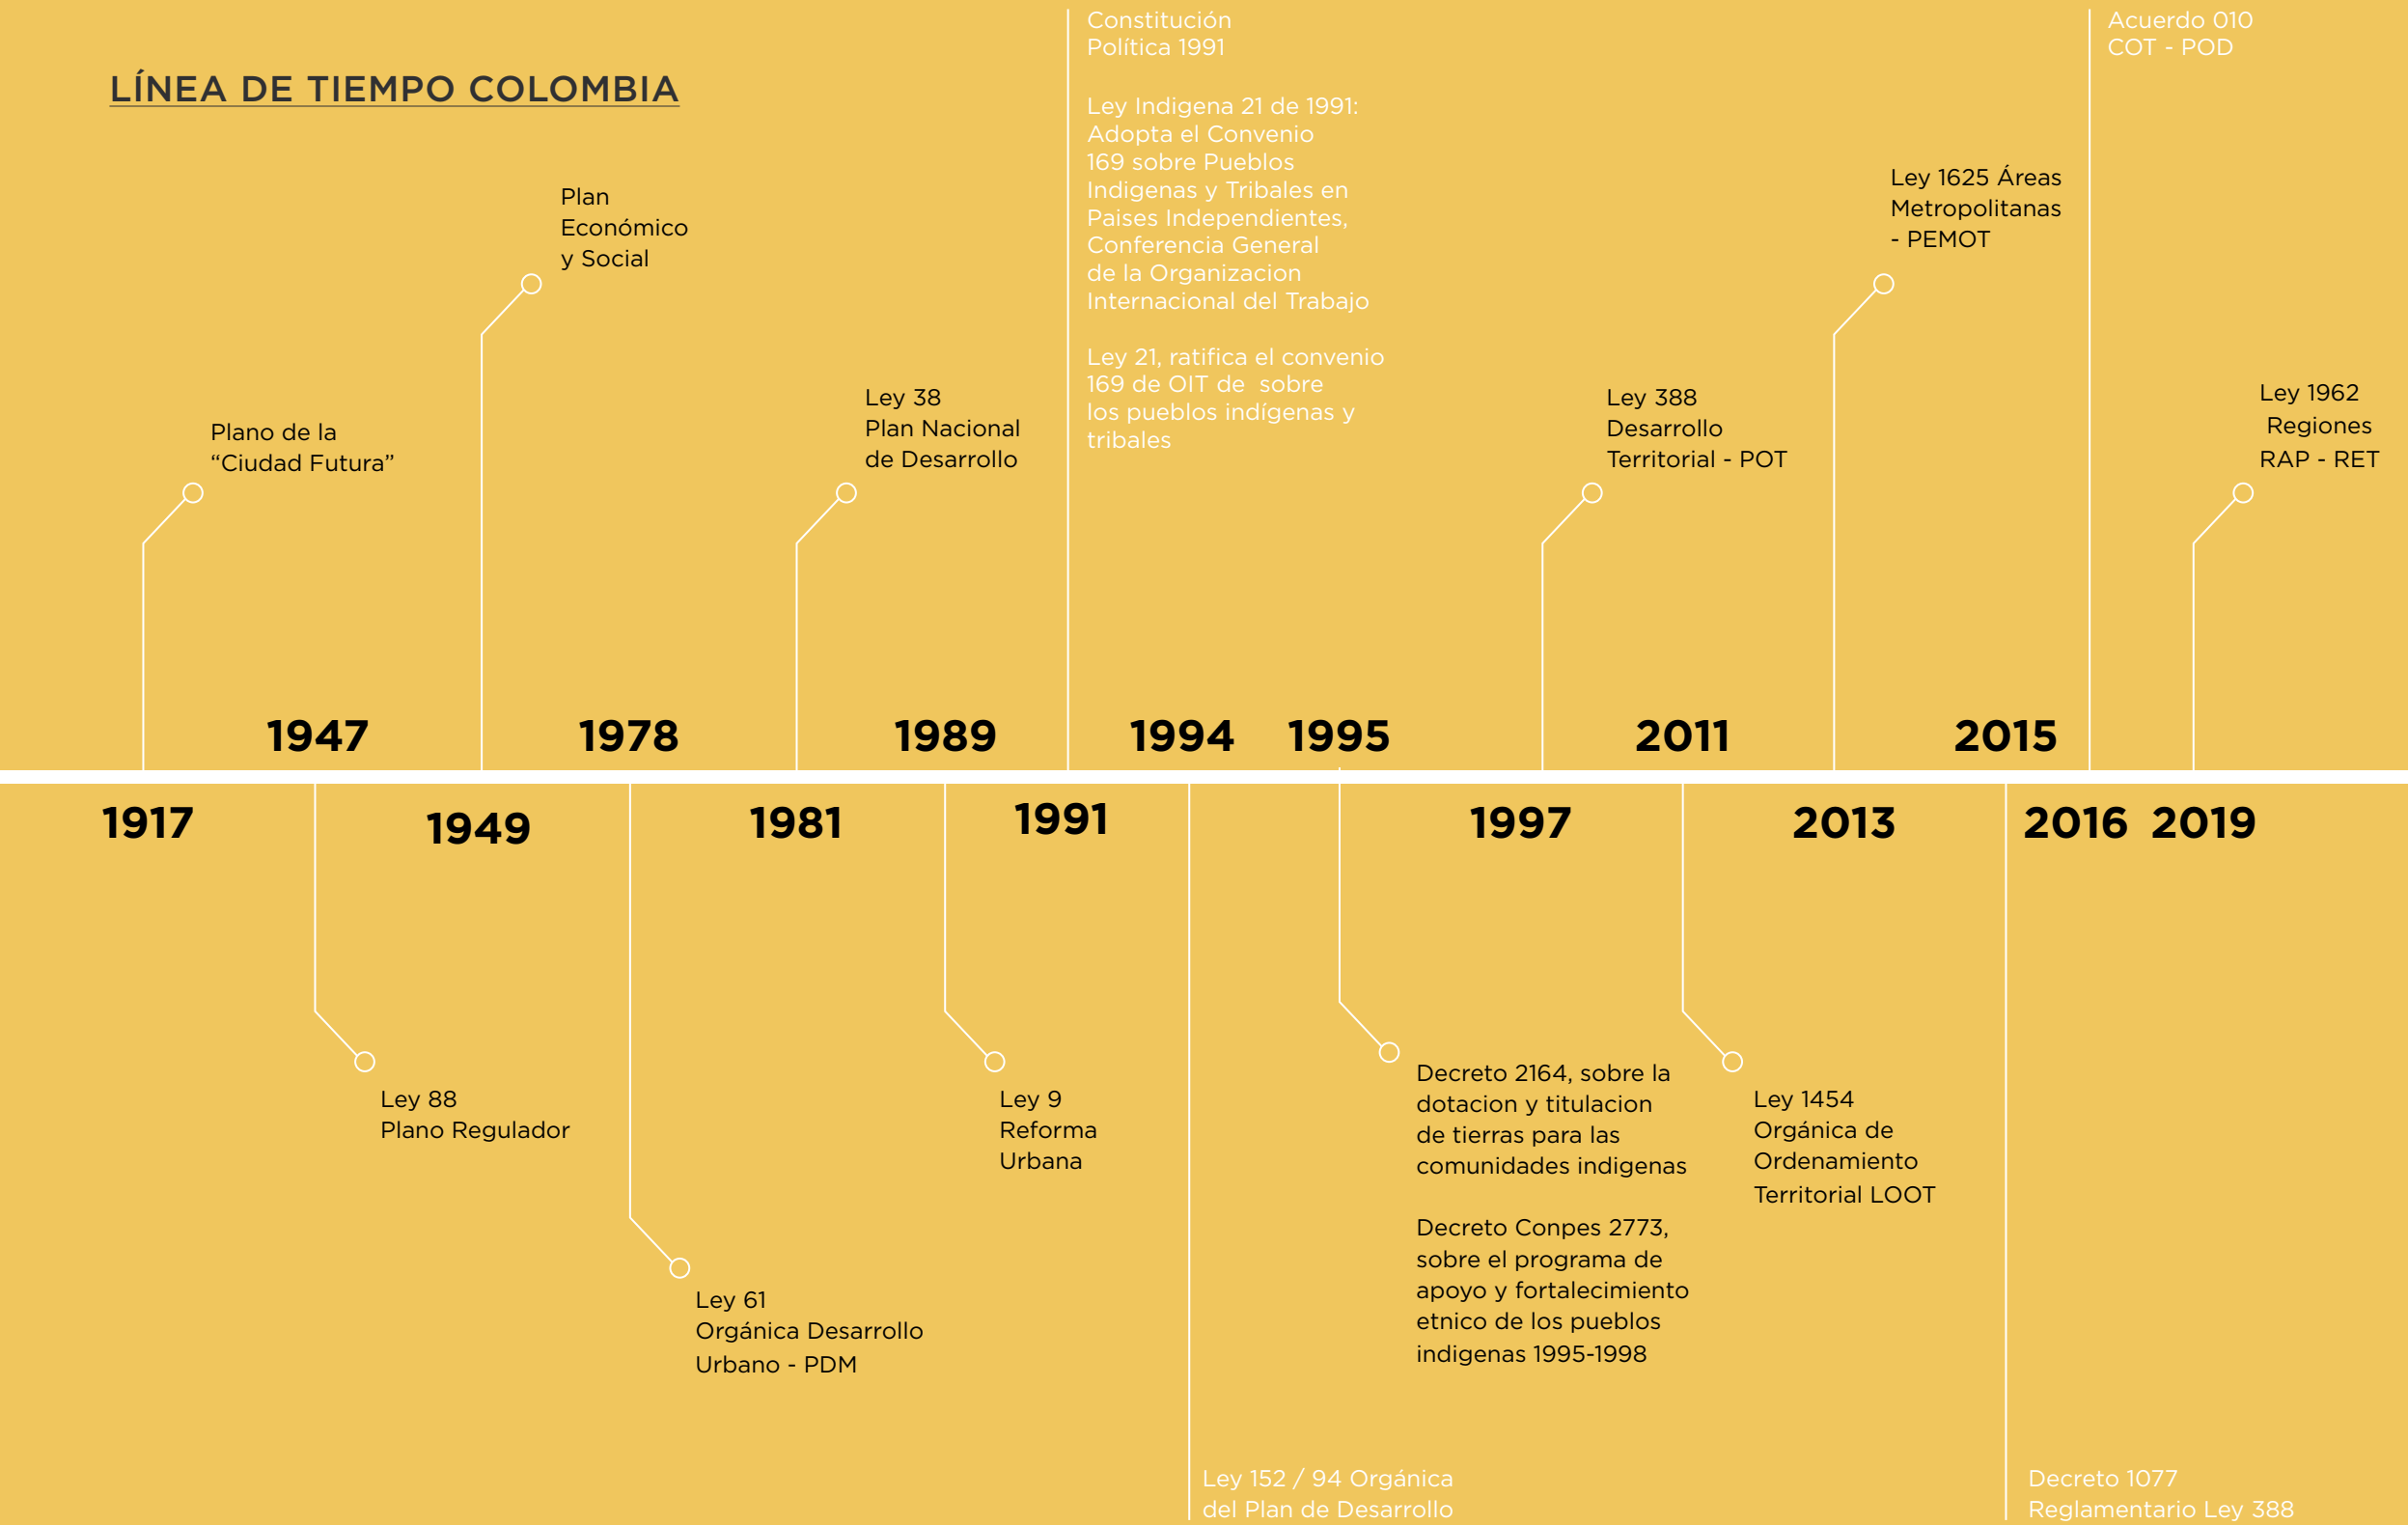 LÍNEA DE TIEMPO COLOMBIA
Constitución
Política 1991
Ley Indigena 21 de 1991:
Adopta el Convenio
169 sobre Pueblos
Indigenas y Tribales en
Paises Independientes,
Conferencia General
de la Organizacion
Internacional del Trabajo
Ley 21, ratifica el convenio
169 de OIT de  sobre
los pueblos indígenas y
tribales
Acuerdo 010
COT - POD
Plan
Económico
y Social
Ley 1625 Áreas
Metropolitanas
- PEMOT
Plano de la
“Ciudad Futura”
Ley 38
Plan Nacional
de Desarrollo
Ley 388
Desarrollo
Territorial - POT
Ley 1962
Regiones
RAP - RET
1947 1978 1989 1994 1995 2011 2015
1917 1949 1981 1991 1997 2013 2016 2019
Ley 88
Plano Regulador
Ley 61
Orgánica Desarrollo
Urbano - PDM
Ley 9
Reforma
Urbana
Decreto 2164, sobre la
dotacion y titulacion
de tierras para las
comunidades indigenas
Decreto Conpes 2773,
sobre el programa de
apoyo y fortalecimiento
etnico de los pueblos
indigenas 1995-1998
Ley 1454
Orgánica de
Ordenamiento
Territorial LOOT
Ley 152 / 94 Orgánica
del Plan de Desarrollo
Decreto 1077
Reglamentario Ley 388